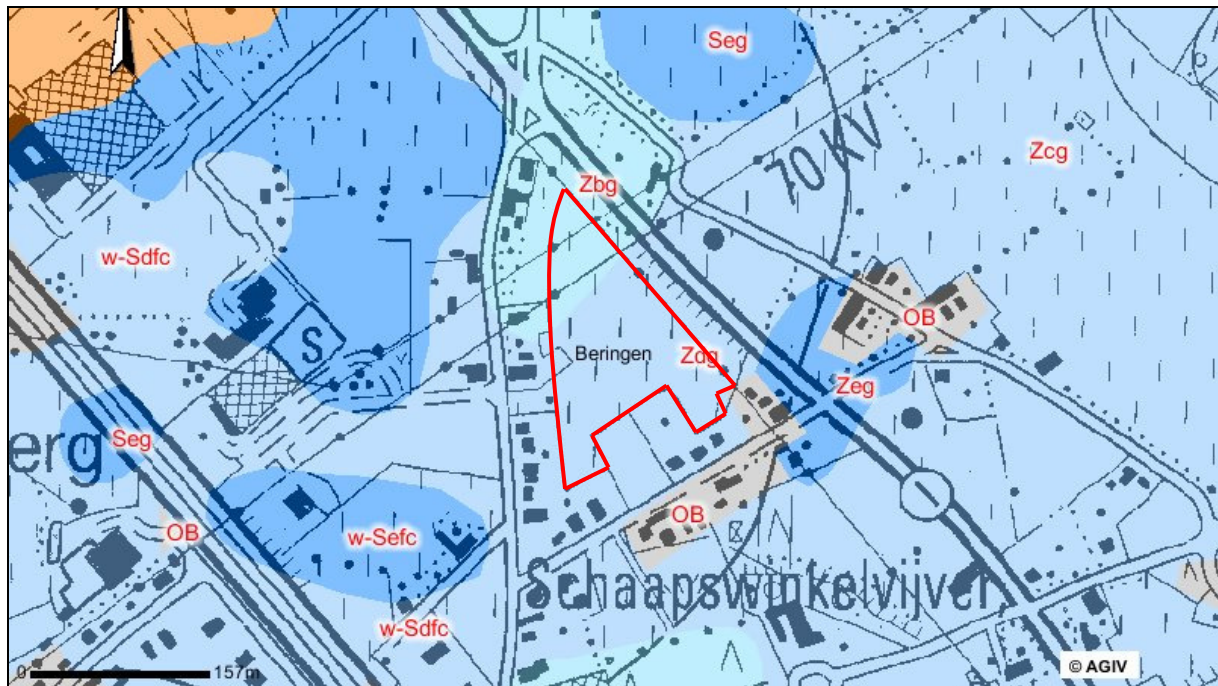 Seg
70 KV
Zcg
Zbg
w-Sdfc
S
OB
Beringen
Zdg
Zeg
Seg
erg
OB
w-Sefc
OB
Schaapswinkelvijver
w-Sdfc
0 157m
© AGIV